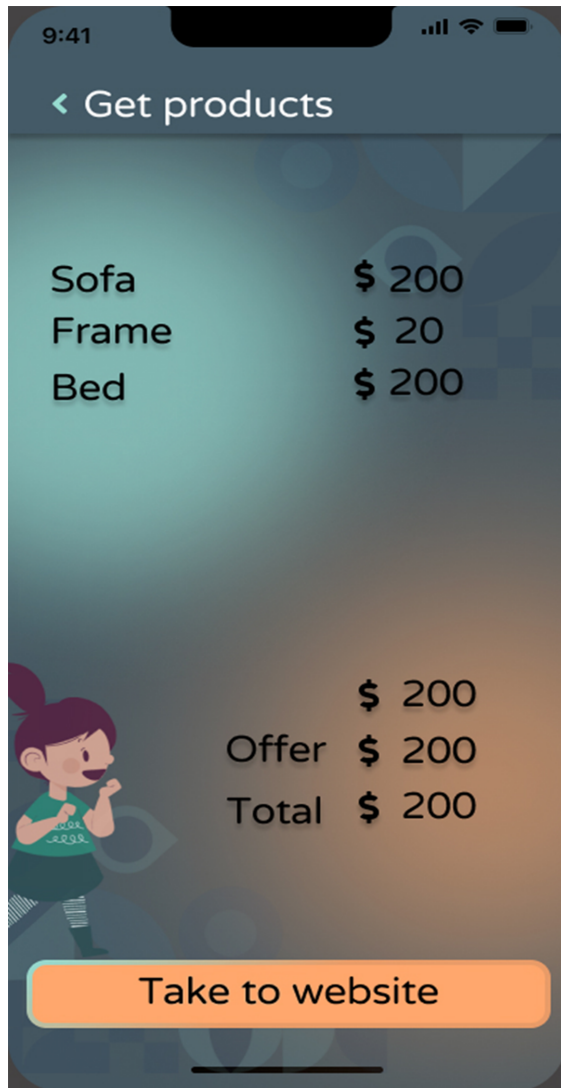 9:41
< Get products
Sofa $ 200
Frame $ 20
Bed $ 200
$ 200
Offer $ 200
Total $ 200
Take to website